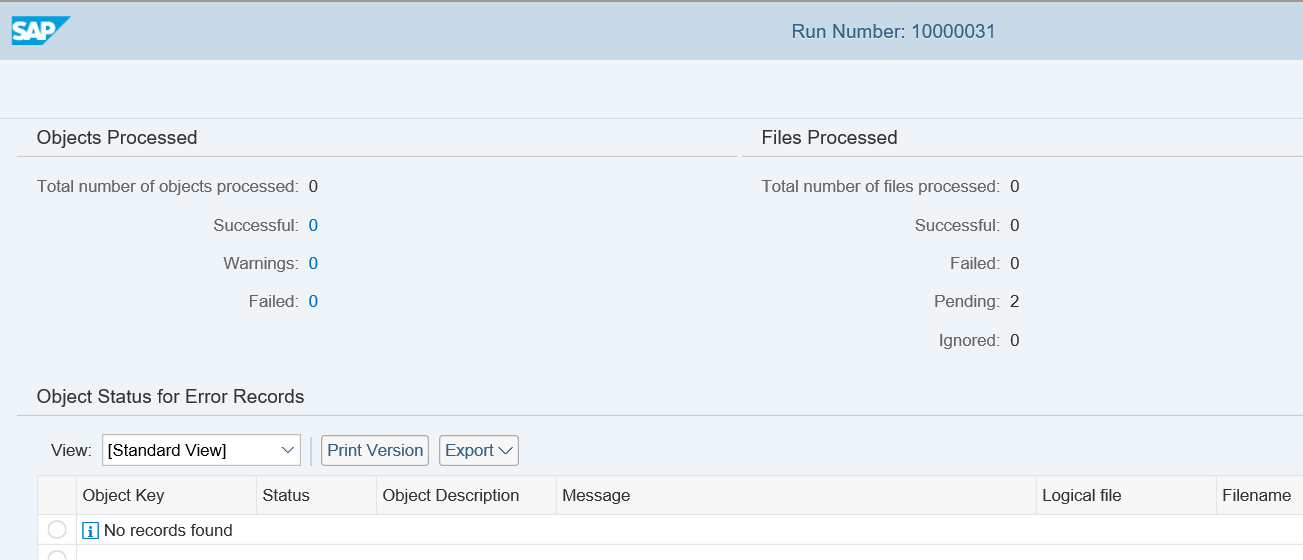 SAP
Run Number: 10000031
Objects Processed
Files Processed
Total number of objects processed: 0
Total number of files processed: 0
Successful: 0
Successful: 0
Warnings: 0
Failed: 0
Failed: 0
Pending: 2
Ignored: 0
Object Status for Error Records
View: [Standard View] Print Version Export
Object Key Status Object Description Message Logical file Filename
No records found